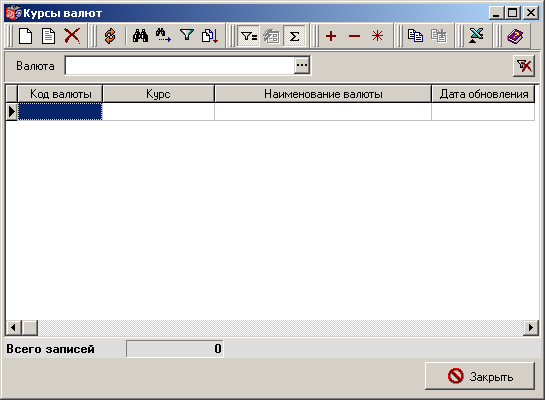 Курсы валют
Валюта
Код валюты Курс Наименование валюты Дата обновления
Всего записей 0
Закрыть